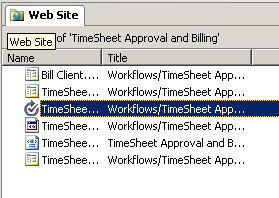 Web Site
Web Site
of 'TimeSheet Approval and Billing'
Name Title
Bill Client.... Workflows/TimeSheet App...
TimeShee... Workflows/TimeSheet App...
TimeShee... Workflows/TimeSheet App...
TimeShee... Workflows/TimeSheet App...
TimeShee... TimeSheet Approval and B...
TimeShee... Workflows/TimeSheet App...